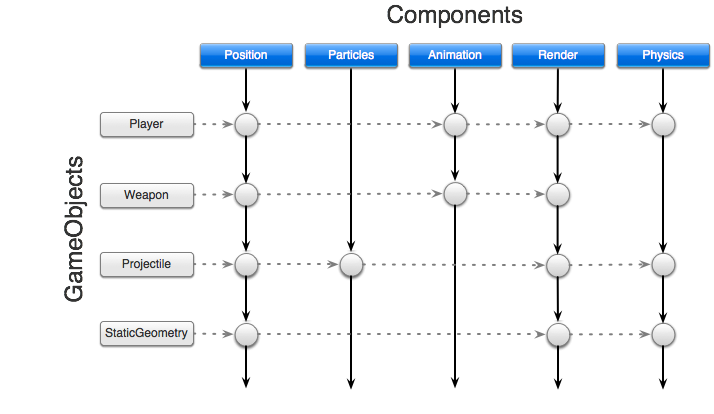 Components
Position Particles Animation Render Physics
GameObjects
Player
Weapon
Projectile
StaticGeometry